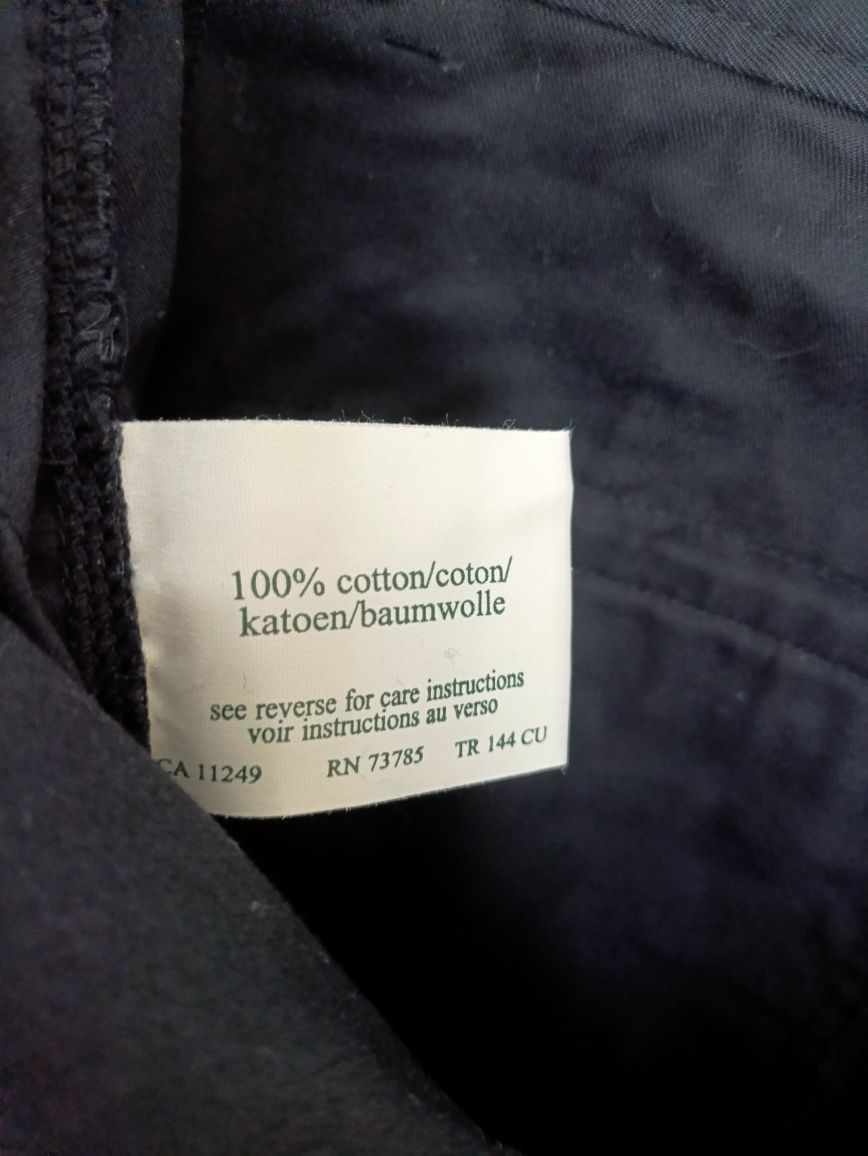 100% cotton/coton/
katoen/baumwolle
see reverse for care instructions
voir instructions au verso
CA 11249 RN 73785 TR 144 CU